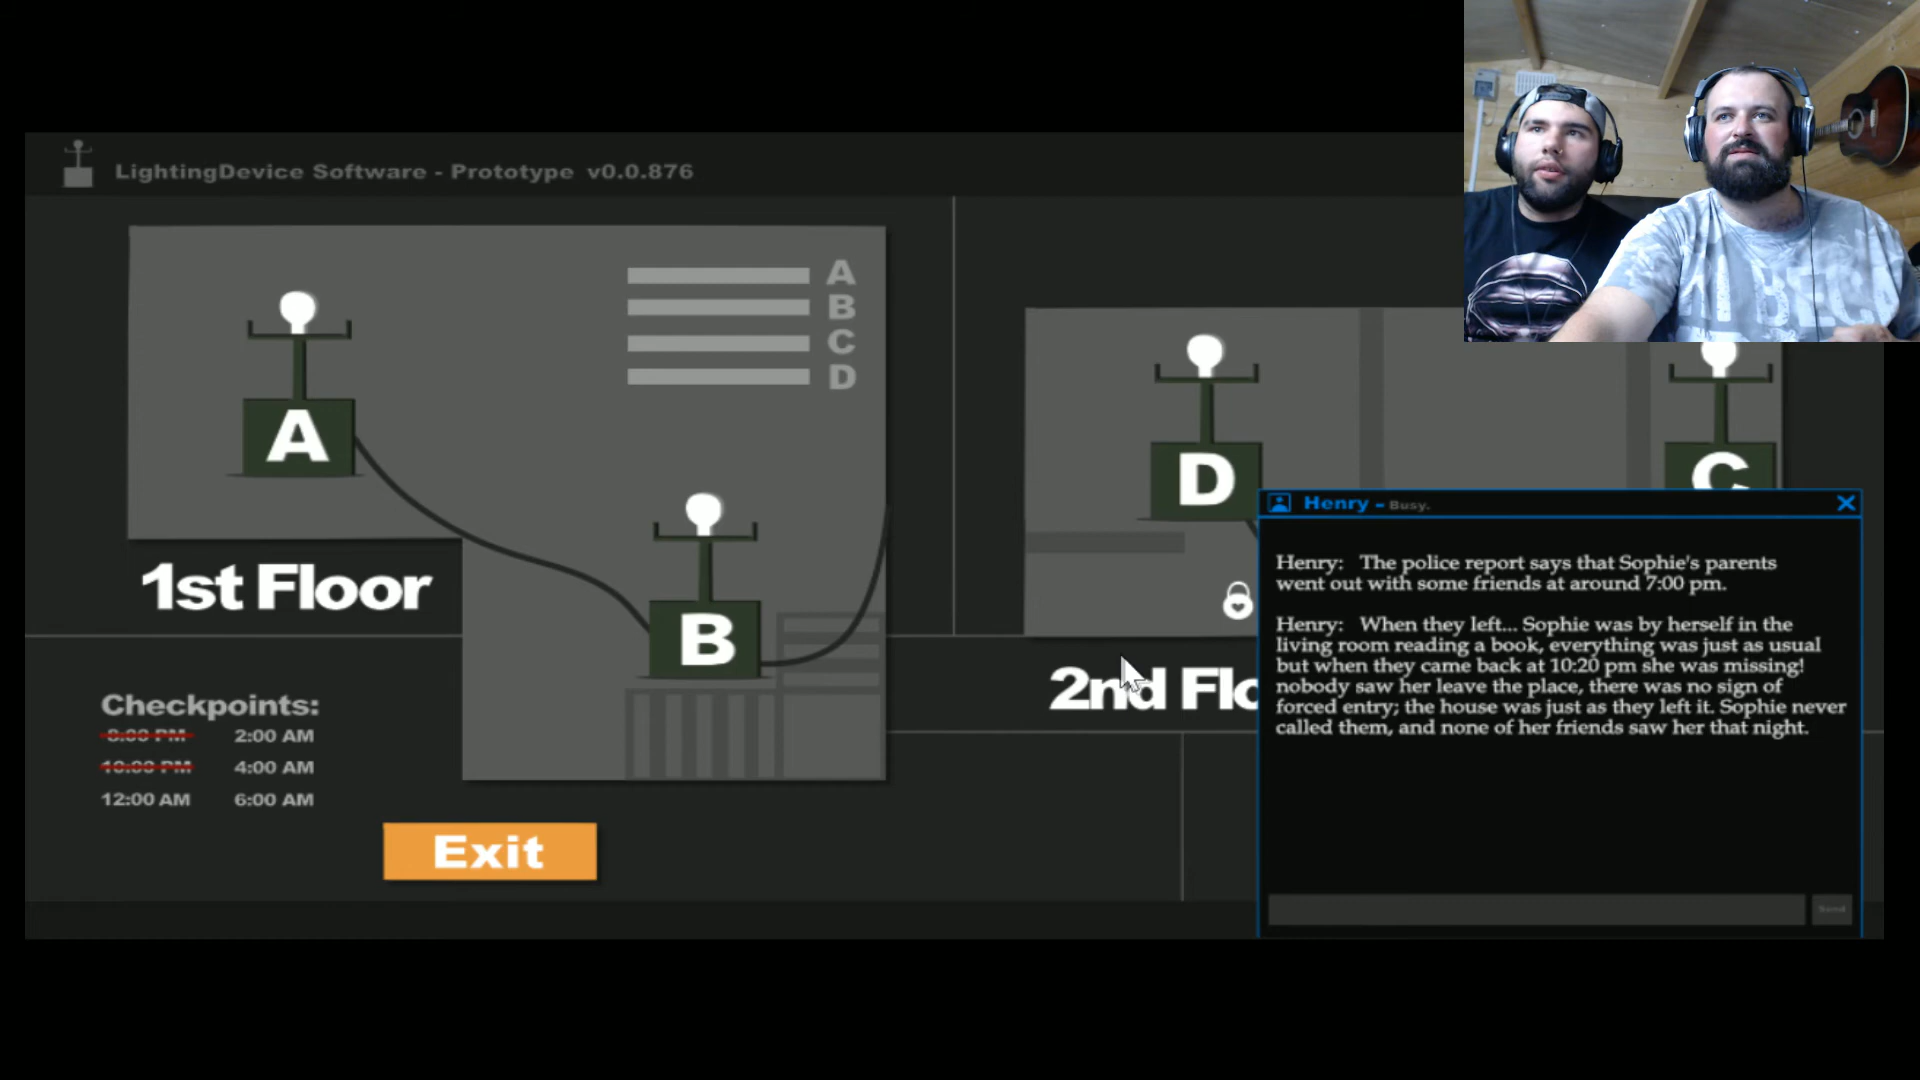 LightingDevice Software - Prototype v0.0.876
A
B
C
D
A
B
1st Floor
D
C
2nd Flo
Checkpoints:
8:00 PM 2:00 AM
10:00 PM 4:00 AM
12:00 AM 6:00 AM
Exit
Henry - Busy.
Henry: The police report says that Sophie's parents
went out with some friends at around 7:00 pm.
Henry: When they left... Sophie was by herself in the
living room reading a book, everything was just as usual
but when they came back at 10:20 pm she was missing!
nobody saw her leave the place, there was no sign of
forced entry; the house was just as they left it. Sophie never
called them, and none of her friends saw her that night.
Send